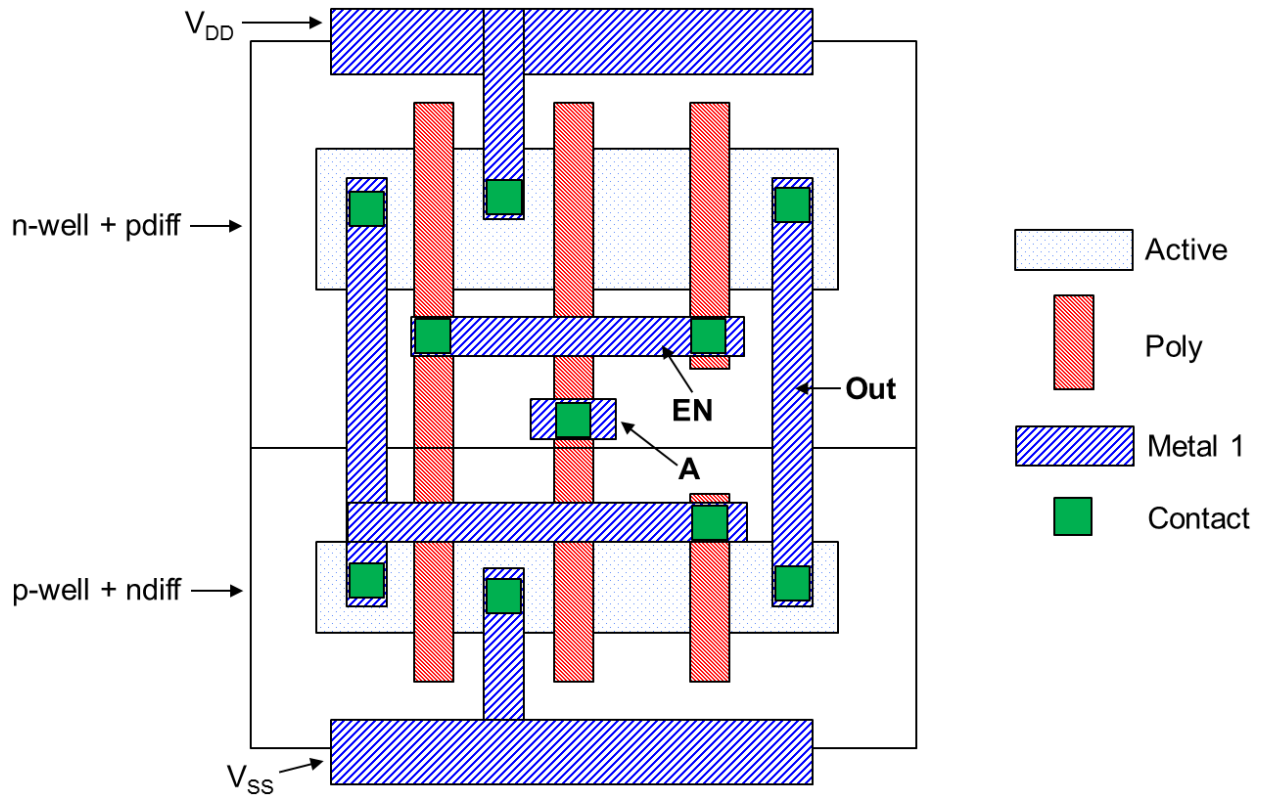 VDD
n-well + pdiff
Active
Poly
EN
Out
Metal 1
A
Contact
p-well + ndiff
VSS